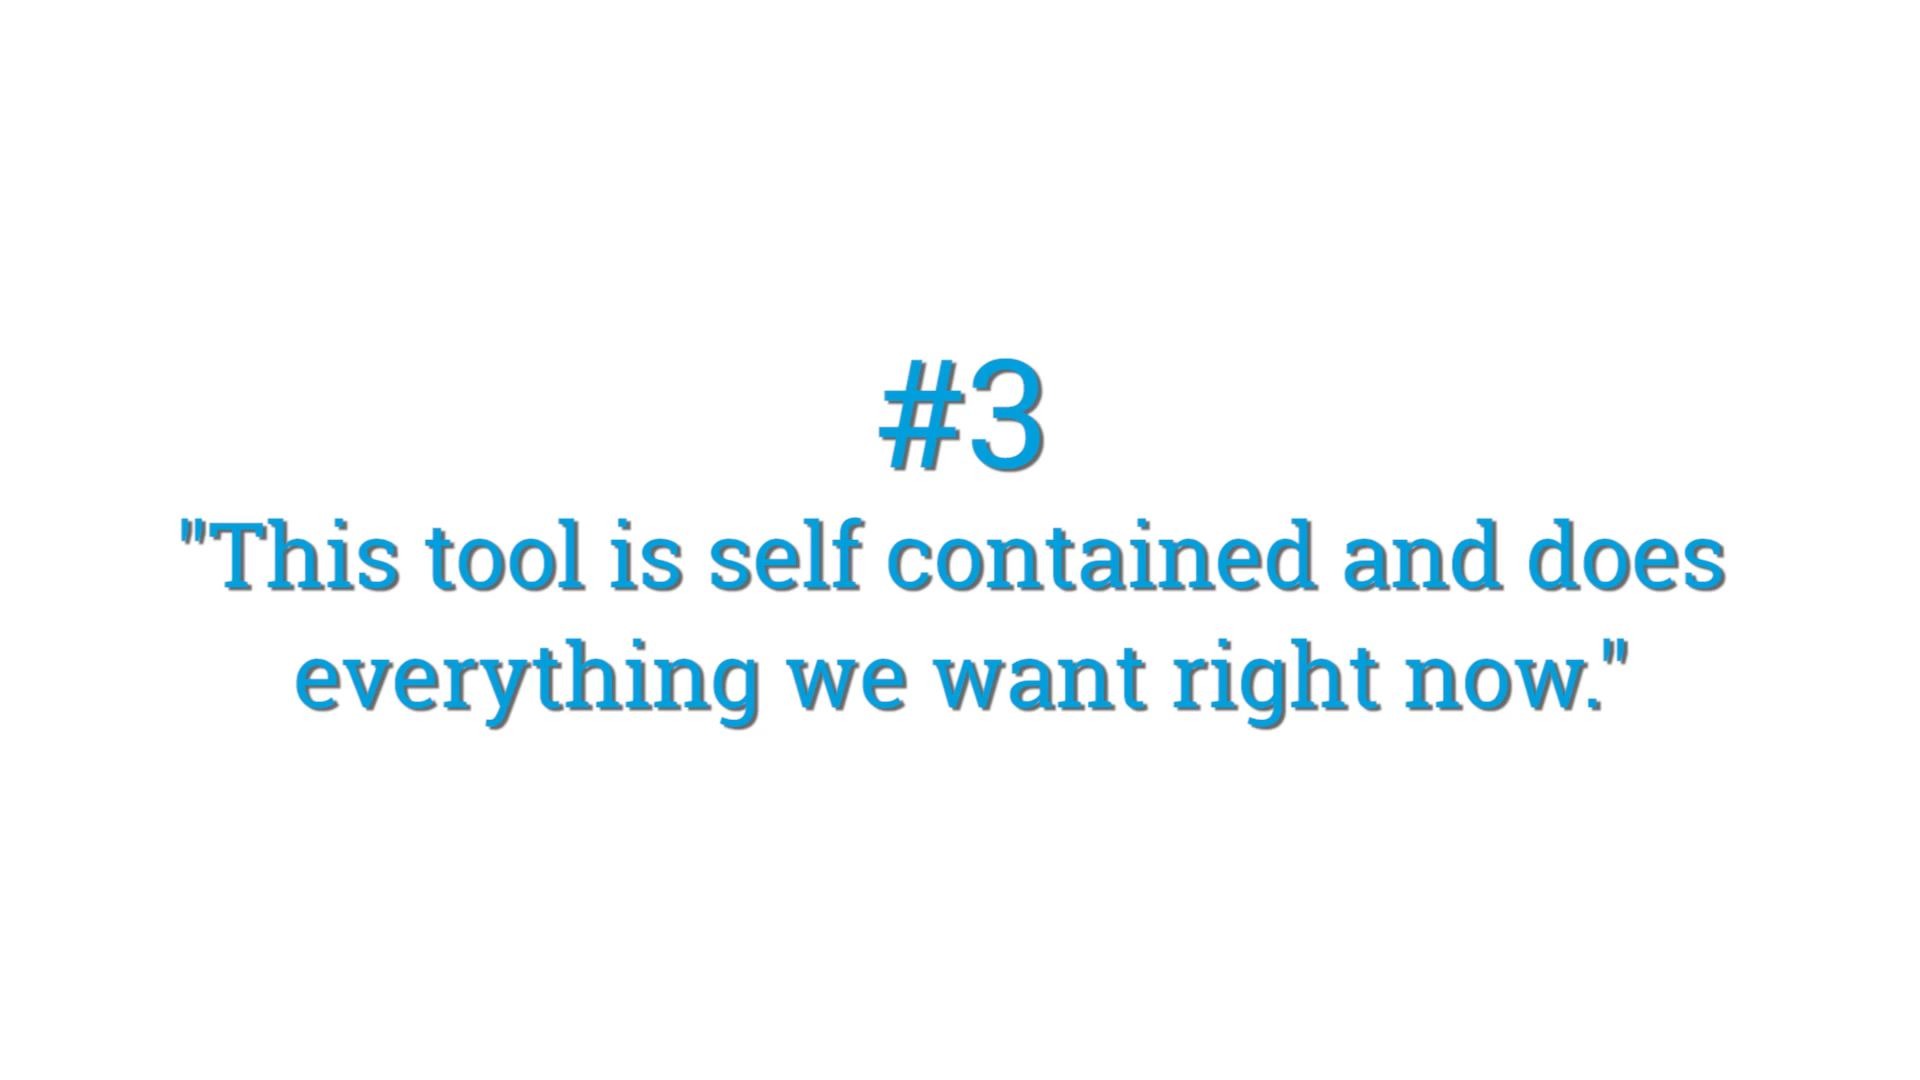 #3
"This tool is self contained and does
everything we want right now."